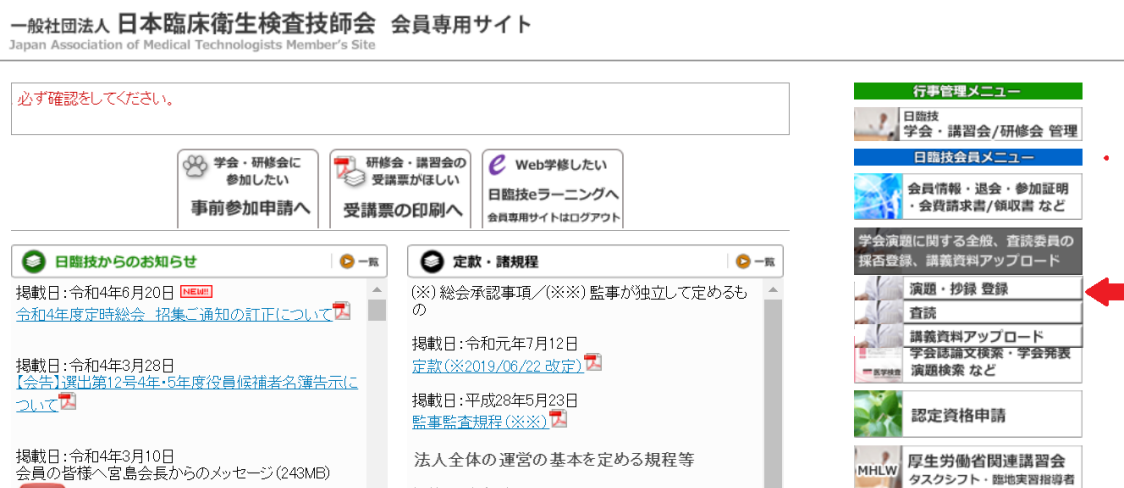 一般社団法人 日本臨床衛生検査技師会 会員専用サイト
Japan Association of Medical Technologists Member's Site
必ず確認をしてください。
学会・研修会に
参加したい
事前参加申請へ
研修会・講習会の
受講票がほしい
受講票の印刷へ
Web学修したい
日臨技eラーニングへ
会員専用サイトはログアウト
日臨技からのお知らせ
一覧
掲載日:令和4年6月20日 NEW!!
令和4年度定時総会 招集ご通知の訂正について
掲載日:令和4年3月28日
【会告】選出第12号4年・5年度役員候補者名簿告示に
ついて
掲載日:令和4年3月10日
会員の皆様へ宮島会長からのメッセージ(243MB)
定款・諸規程
一覧
(※)総会承認事項/(※※)監事が独立して定めるも
の
掲載日:令和元年7月12日
定款(※2019/06/22 改定)
掲載日:平成28年5月23日
監事監査規程(※※)
法人全体の運営の基本を定める規程等
行事管理メニュー
日臨技
学会・講習会/研修会 管理
日臨技会員メニュー
会員情報・退会・参加証明
・会費請求書/領収書 など
学会演題に関する全般、査読委員の
採否登録、講義資料アップロード
演題・抄録 登録
査読
講義資料アップロード
学会誌論文検索・学会発表
演題検索 など
医学検査
認定資格申請
MHLW
厚生労働省関連講習会
タスクシフト・臨地実習指導者